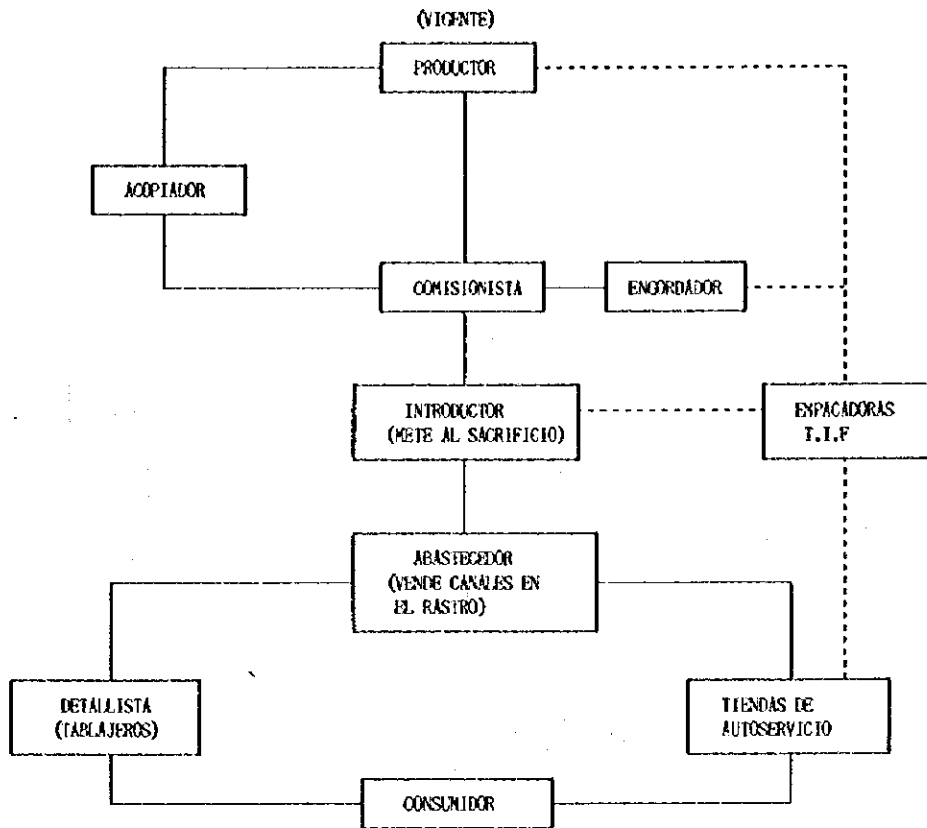 (VIGENTE)
PRODUCTOR
ACOPIADOR
COMISIONISTA
ENGORDADOR
INTRODUCTOR
(METE AL SACRIFICIO)
EMPACADORAS
T.I.F
ABASTECEDOR
(VENDE CANALES EN
EL RASTRO)
DETALLISTA
(TABLAJEROS)
TIENDAS DE
AUTOSERVICIO
CONSUMIDOR